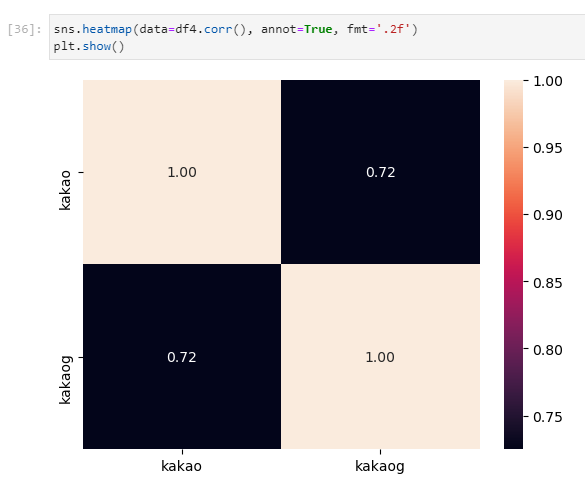 [36]: sns.heatmap(data=df4.corr(), annot=True, fmt='.2f')
plt.show()
1.00
0.72
0.72
1.00
kakao
kakaog
kakao
kakaog
1.00
0.95
0.90
0.85
0.80
0.75